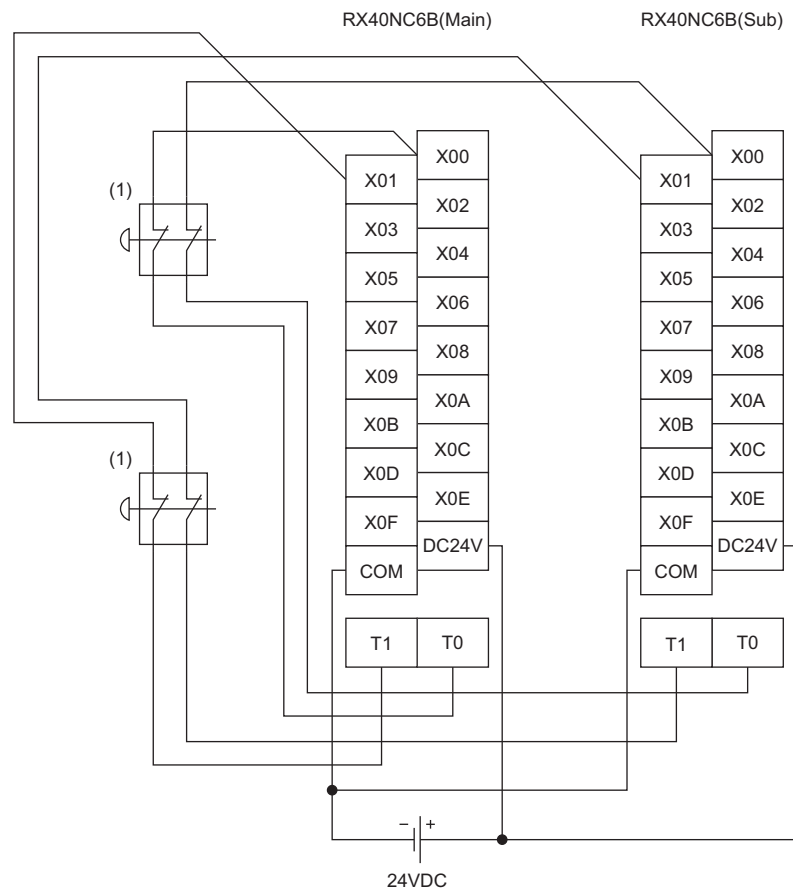 RX40NC6B(Main)
RX40NC6B(Sub)
(1)
(1)
X01
X03
X05
X07
X09
X0B
X0D
X0F
COM
X00
X02
X04
X06
X08
X0A
X0C
X0E
DC24V
T1
T0
X01
X03
X05
X07
X09
X0B
X0D
X0F
COM
X00
X02
X04
X06
X08
X0A
X0C
X0E
DC24V
T1
T0
− +
24VDC